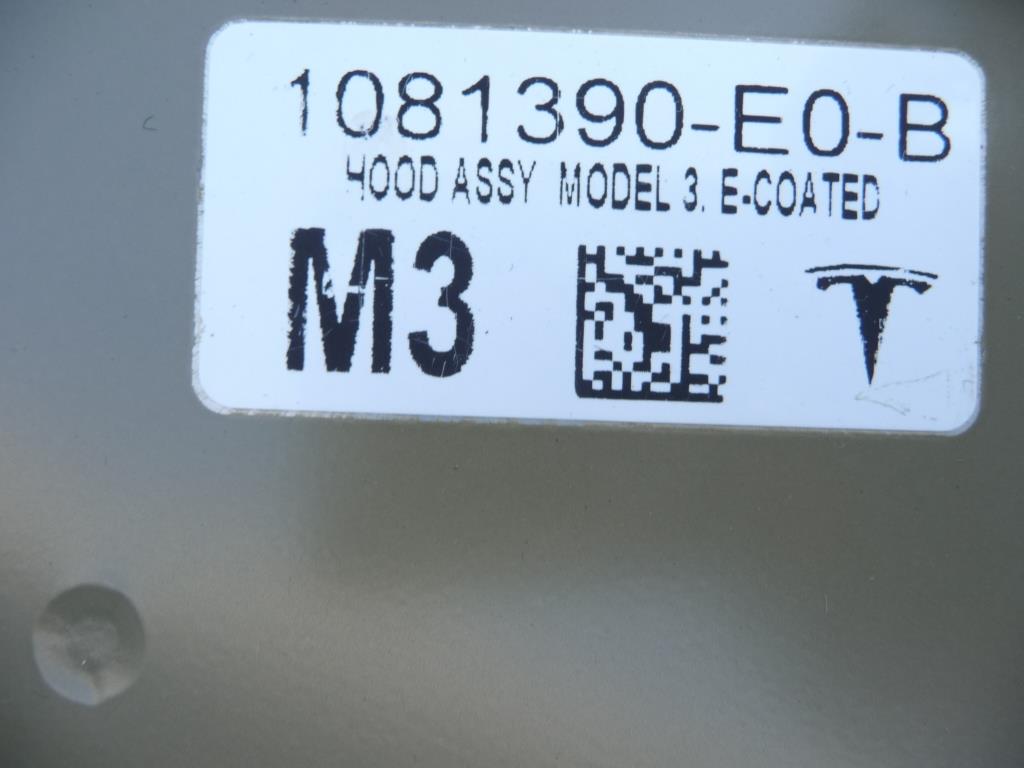 1081390-E0-B
HOOD ASSY MODEL 3. E-COATED
M3